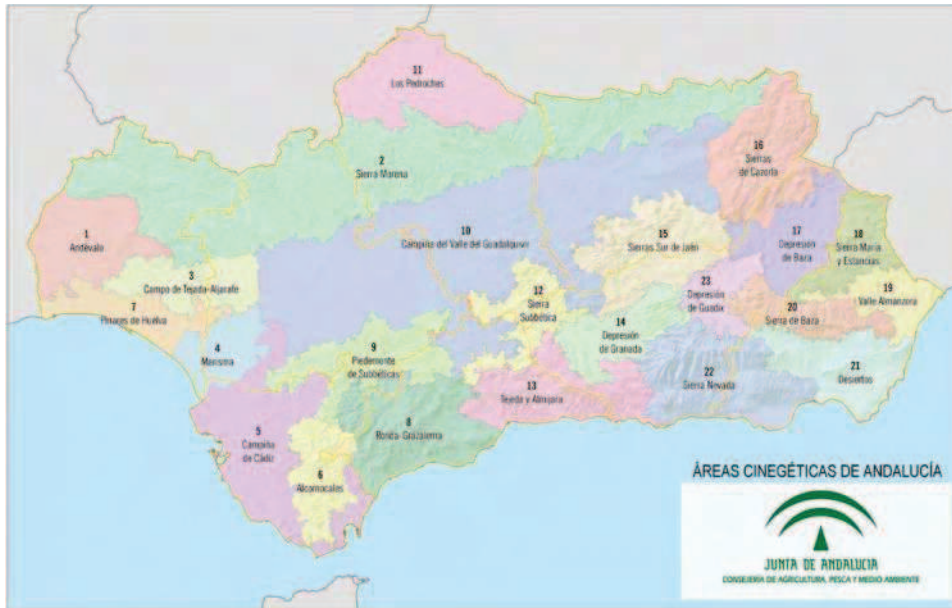 11
Los Pedroches
2
Sierra Morena
16
Sierras
de Cazorla
1
Andévalo
10
Campiña del Valle del Guadalquivir
15
Sierras Sur de Jaén
17
Depresión
de Baza
18
Sierra María
y Estancias
3
Campo de Tejada-Aljarafe
7
Pinares de Huelva
12
Sierra
Subbética
23
Depresión
de Guadix
19
Valle Almanzora
20
Sierra de Baza
4
Marisma
9
Piedemonte
de Subbéticas
14
Depresión
de Granada
22
Sierra Nevada
21
Desiertos
13
Tejeda y Almijara
5
Campiña
de Cádiz
8
Ronda-Grazalema
6
Alcornocales
ÁREAS CINEGÉTICAS DE ANDALUCÍA
JUNTA DE ANDALUCIA
CONSEJERÍA DE AGRICULTURA, PESCA Y MEDIO AMBIENTE